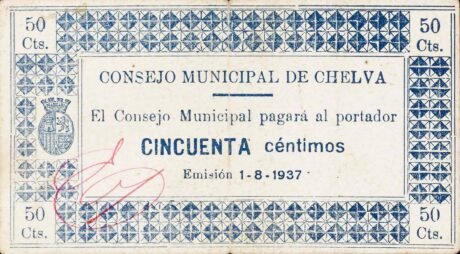 50 Cts.
50 Cts.
CONSEJO MUNICIPAL DE CHELVA
El Consejo Municipal pagará al portador
CINCUENTA céntimos
Emisión 1-8-1937
50 Cts.
50 Cts.